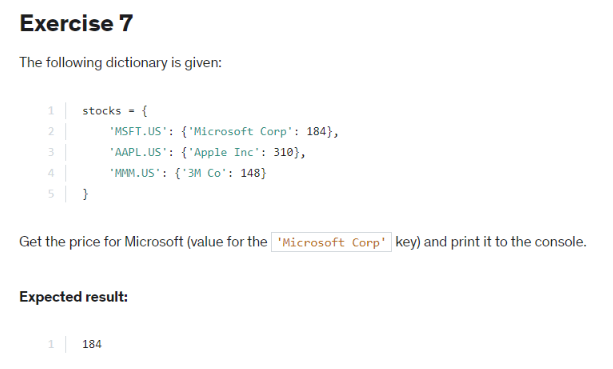 Exercise 7
The following dictionary is given:
1 stocks = {
2     'MSFT.US': {'Microsoft Corp': 184},
3     'AAPL.US': {'Apple Inc': 310},
4     'MMM.US': {'3M Co': 148}
5 }
Get the price for Microsoft (value for the 'Microsoft Corp' key) and print it to the console.
Expected result:
1 184